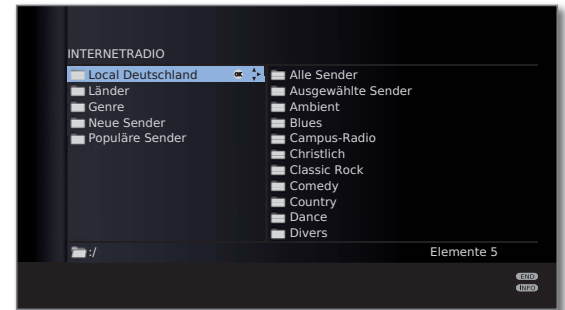 INTERNETRADIO
Local Deutschland OK
Länder
Genre
Neue Sender
Populäre Sender
Alle Sender
Ausgewählte Sender
Ambient
Blues
Campus-Radio
Christlich
Classic Rock
Comedy
Country
Dance
Divers
:/
Elemente 5
END
INFO